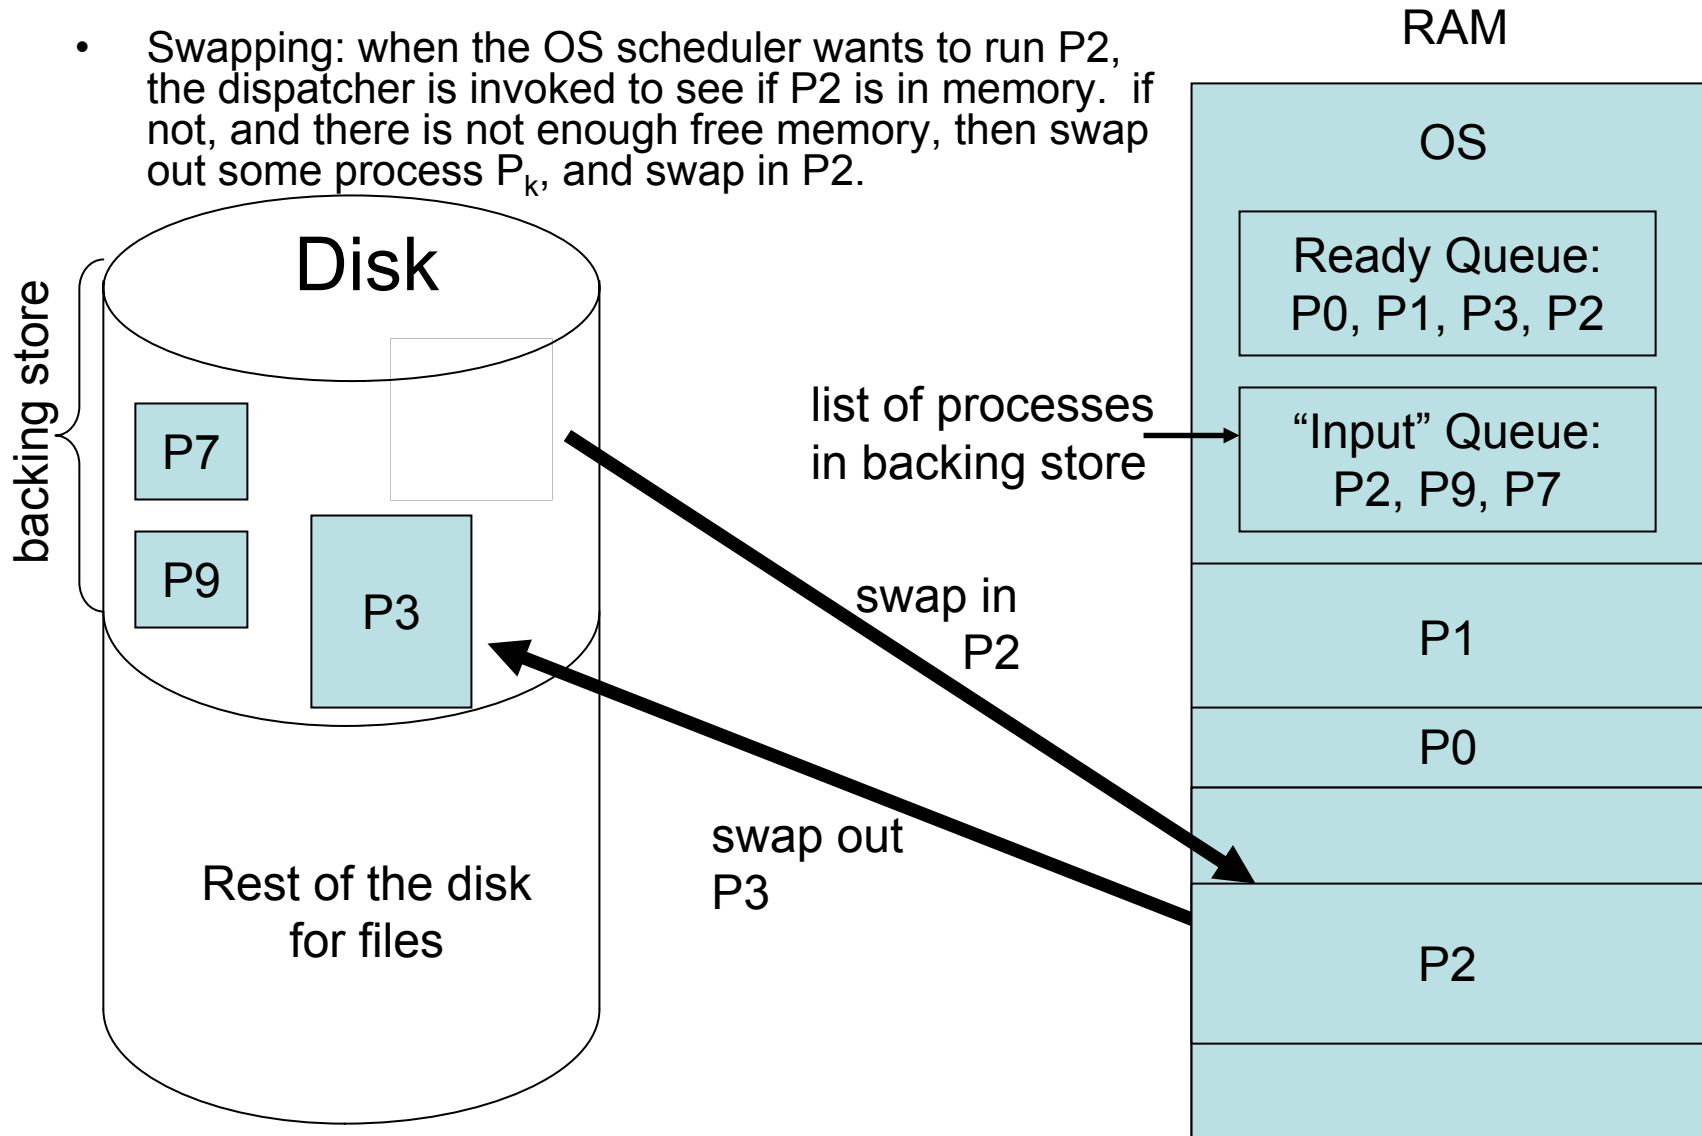 • Swapping: when the OS scheduler wants to run P2,
the dispatcher is invoked to see if P2 is in memory. if
not, and there is not enough free memory, then swap
out some process Pk, and swap in P2.
RAM
OS
Ready Queue:
P0, P1, P3, P2
“Input” Queue:
P2, P9, P7
list of processes
in backing store
Disk
backing store
P7
P9
P3
swap in
P2
swap out
P3
Rest of the disk
for files
P1
P0
P2